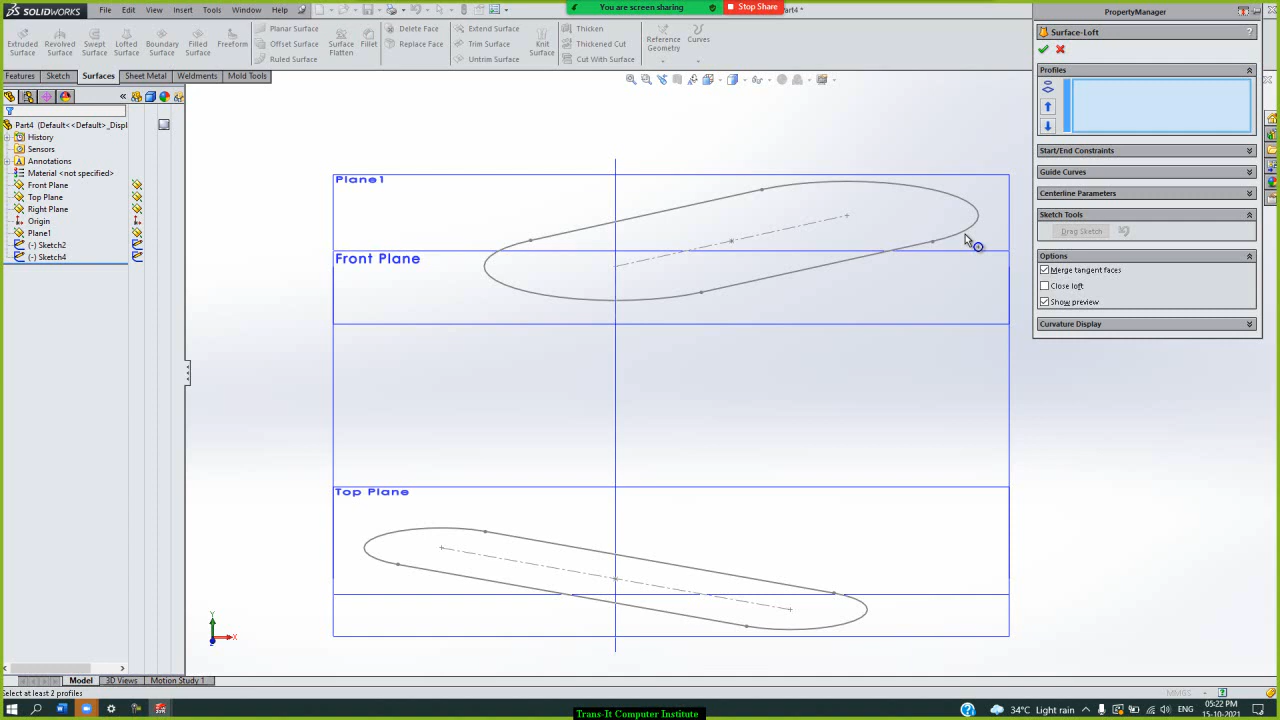 SOLIDWORKS File Edit View Insert Tools Window Help
You are screen sharing Stop Share
Part4 *
PropertyManager
Extruded Surface
Revolved Surface
Swept Surface
Lofted Surface
Boundary Surface
Filled Surface
Freeform
Planar Surface
Offset Surface
Ruled Surface
Surface Flatten
Fillet
Delete Face
Replace Face
Extend Surface
Trim Surface
Untrim Surface
Knit Surface
Thicken
Thickened Cut
Cut With Surface
Reference Geometry
Curves
Features Sketch Surfaces Sheet Metal Weldments Mold Tools
Part4 (Default<<Default>_Displ
History
Sensors
Annotations
Material <not specified>
Front Plane
Top Plane
Right Plane
Origin
Plane1
(-) Sketch2
(-) Sketch4
Plane1
Front Plane
Top Plane
Y
X
Z
Surface-Loft
Profiles
Start/End Constraints
Guide Curves
Centerline Parameters
Sketch Tools
Drag Sketch
Options
Merge tangent faces
Close loft
Show preview
Curvature Display
Model 3D Views Motion Study 1
Select at least 2 profiles
MMGS
34°C Light rain ENG 05:22 PM
15-10-2021
Trans-It Computer Institute